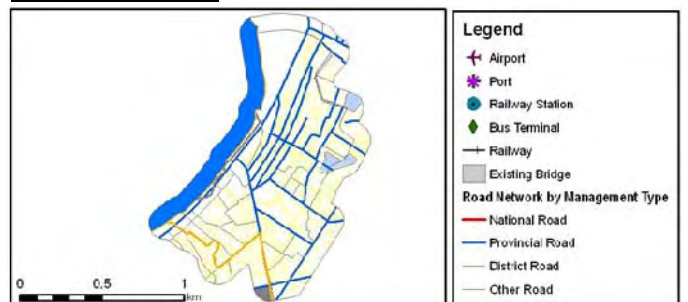 Legend
Airport
Port
Railway Station
Bus Terminal
Railway
Existing Bridge
Road Network by Management Type
National Road
Provincial Road
District Road
Other Road
0 0.5 1
km